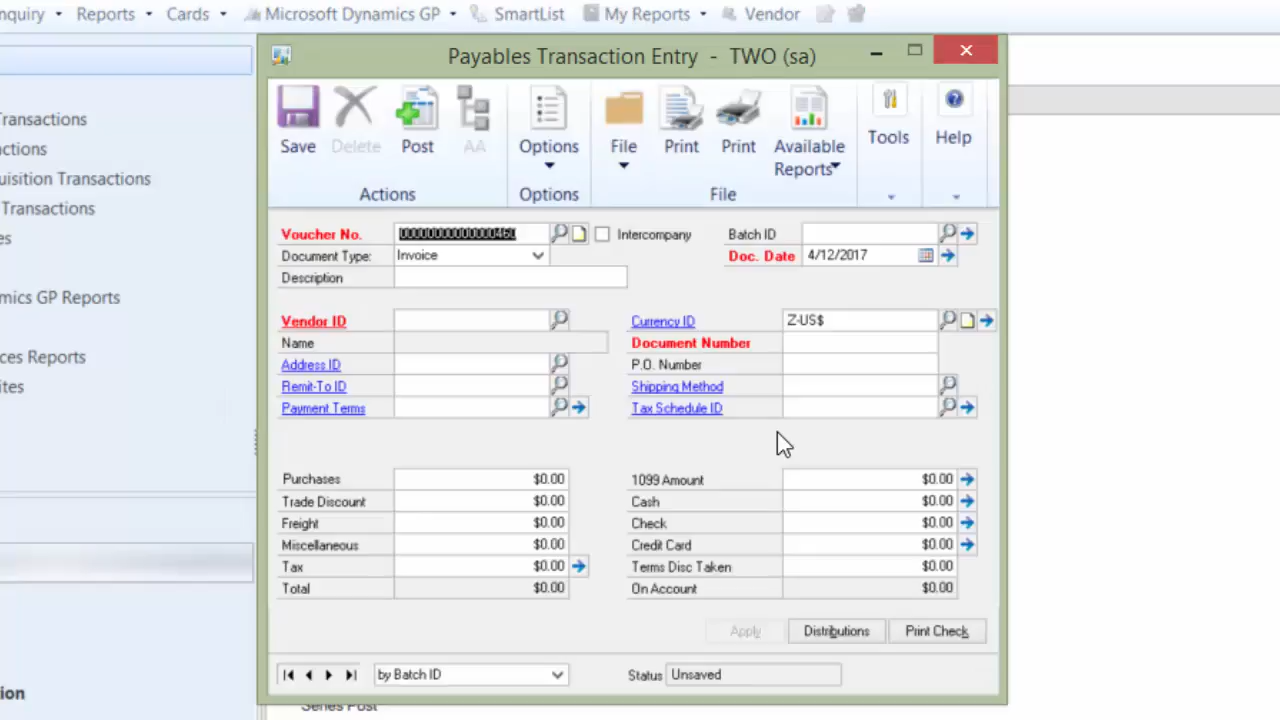 nquiry Reports Cards Microsoft Dynamics GP SmartList My Reports Vendor
Payables Transaction Entry - TWO (sa)
Save Delete Post AA Options File Print Print Available Reports Tools Help
Actions Options File
Transactions
ctions
uisition Transactions
Transactions
es
mics GP Reports
ces Reports
ites
ion
Voucher No. 00000000000000460 Intercompany Batch ID
Document Type: Invoice Doc. Date 4/12/2017
Description
Vendor ID Currency ID Z-US$
Name Document Number
Address ID P.O. Number
Remit-To ID Shipping Method
Payment Terms Tax Schedule ID
Purchases $0.00 1099 Amount $0.00
Trade Discount $0.00 Cash $0.00
Freight $0.00 Check $0.00
Miscellaneous $0.00 Credit Card $0.00
Tax $0.00 Terms Disc Taken $0.00
Total $0.00 On Account $0.00
Apply Distributions Print Check
by Batch ID Status Unsaved
Series Post